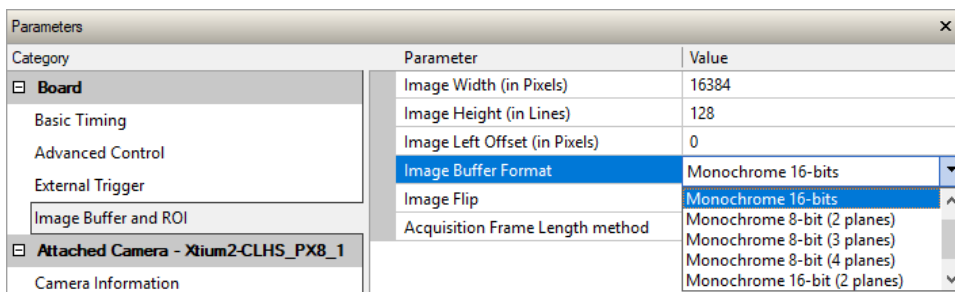 Parameters
Category Parameter Value
Board Image Width (in Pixels) 16384
Basic Timing Image Height (in Lines) 128
Advanced Control Image Left Offset (in Pixels) 0
External Trigger Image Buffer Format Monochrome 16-bits
Image Buffer and ROI Image Flip Monochrome 16-bits
Monochrome 8-bit (2 planes)
Attached Camera - Xtium2-CLHS_PX8_1 Acquisition Frame Length method Monochrome 8-bit (3 planes)
Monochrome 8-bit (4 planes)
Camera Information Monochrome 16-bit (2 planes)